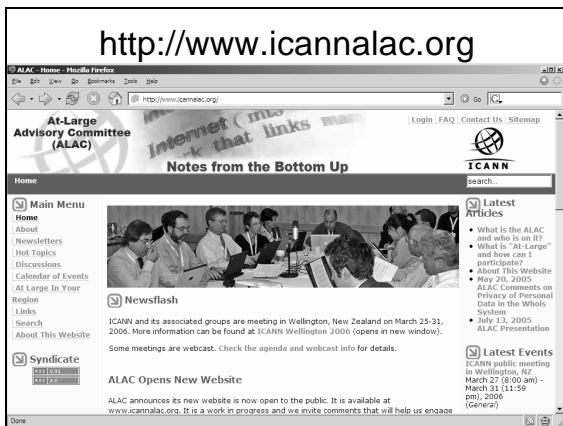 http://www.icannalac.org
ALAC - Home - Mozilla Firefox
File Edit View Go Bookmarks Tools Help
http://www.icannalac.org/
Go
At-Large
Advisory Committee
(ALAC)
Internet
that links
Notes from the Bottom Up
Login FAQ Contact Us Sitemap
ICANN
Home
search...
Main Menu
Home
About
Newsletters
Hot Topics
Discussions
Calendar of Events
At Large In Your
Region
Links
Search
About This Website
Syndicate
RSS 0.91
RSS 2.0
Newsflash
ICANN and its associated groups are meeting in Wellington, New Zealand on March 25-31,
2006. More information can be found at ICANN Wellington 2006 (opens in new window).
Some meetings are webcast. Check the agenda and webcast info for details.
ALAC Opens New Website
ALAC announces its new website is now open to the public. It is available at
www.icannalac.org. It is a work in progress and we invite comments that will help us engage
Latest
Articles
What is the ALAC
and who is on it?
What is "At-Large"
and how can I
participate?
About This Website
May 20, 2005
ALAC Comments on
Privacy of Personal
Data in the Whois
System
July 13, 2005
ALAC Presentation
Latest Events
ICANN public meeting
in Wellington, NZ
March 27 (8:00 am) -
March 31 (11:59
pm), 2006
(General)
Done